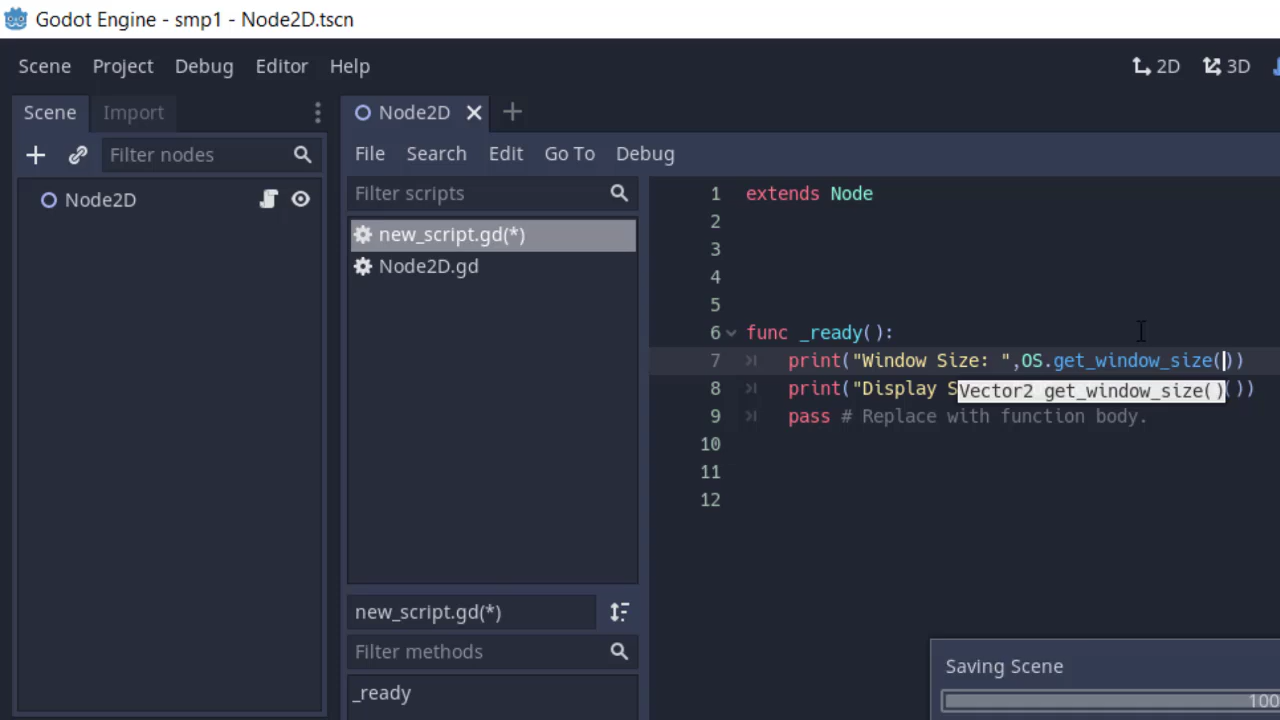 Godot Engine - smp1 - Node2D.tscn
Scene Project Debug Editor Help 2D 3D
Scene Import Node2D
Filter nodes
File Search Edit Go To Debug
Node2D
Filter scripts
new_script.gd(*)
Node2D.gd
new_script.gd(*)
Filter methods
_ready
1 extends Node
2
3
4
5
6 func _ready():
7 print("Window Size: ",OS.get_window_size())
8 print("Display S ())
Vector2 get_window_size()
9 pass # Replace with function body.
10
11
12
Saving Scene
100